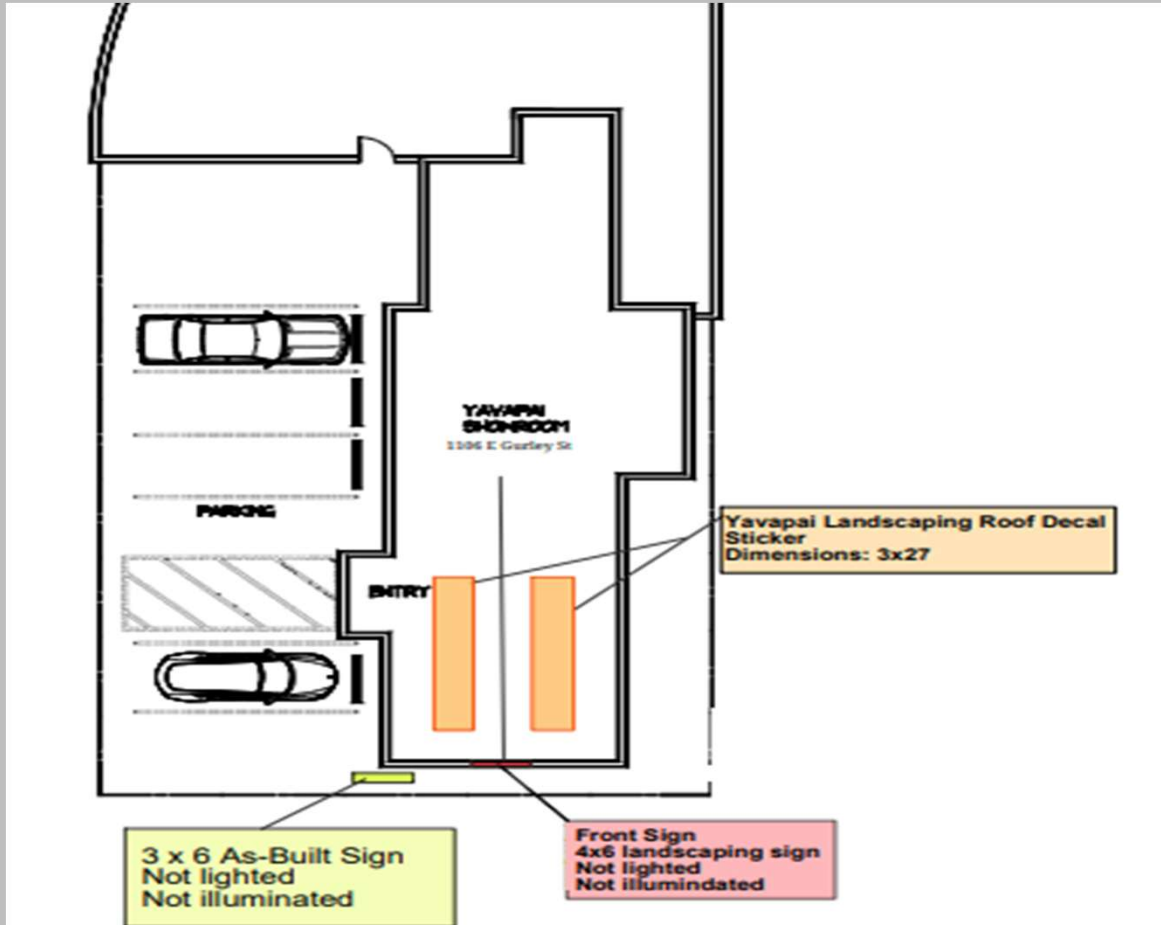 YAVAPAI
SHOWROOM
1106 E Gurley St
PARKING
ENTRY
Yavapai Landscaping Roof Decal
Sticker
Dimensions: 3x27
3 x 6 As-Built Sign
Not lighted
Not illuminated
Front Sign
4x6 landscaping sign
Not lighted
Not illumindated